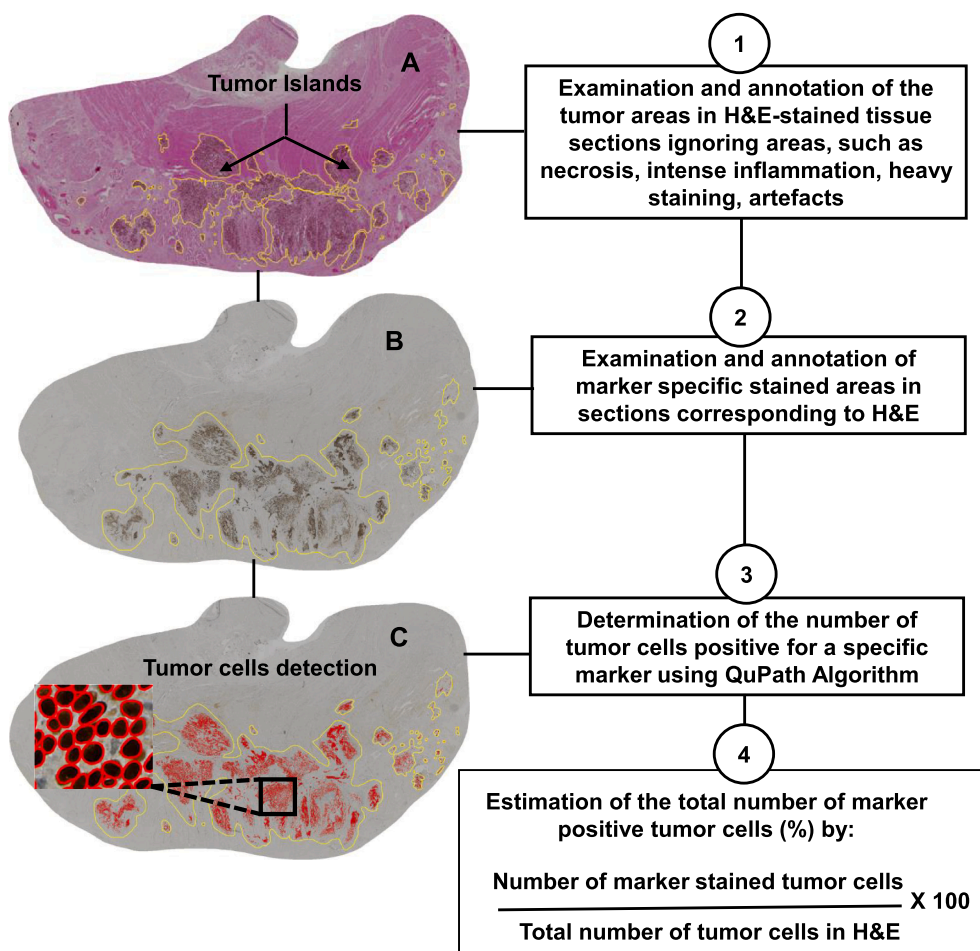 1
A
Tumor Islands
Examination and annotation of the
tumor areas in H&E-stained tissue
sections ignoring areas, such as
necrosis, intense inflammation, heavy
staining, artefacts
2
B
Examination and annotation of
marker specific stained areas in
sections corresponding to H&E
3
C
Tumor cells detection
Determination of the number of
tumor cells positive for a specific
marker using QuPath Algorithm
4
Estimation of the total number of marker
positive tumor cells (%) by:
Number of marker stained tumor cells
X 100
Total number of tumor cells in H&E